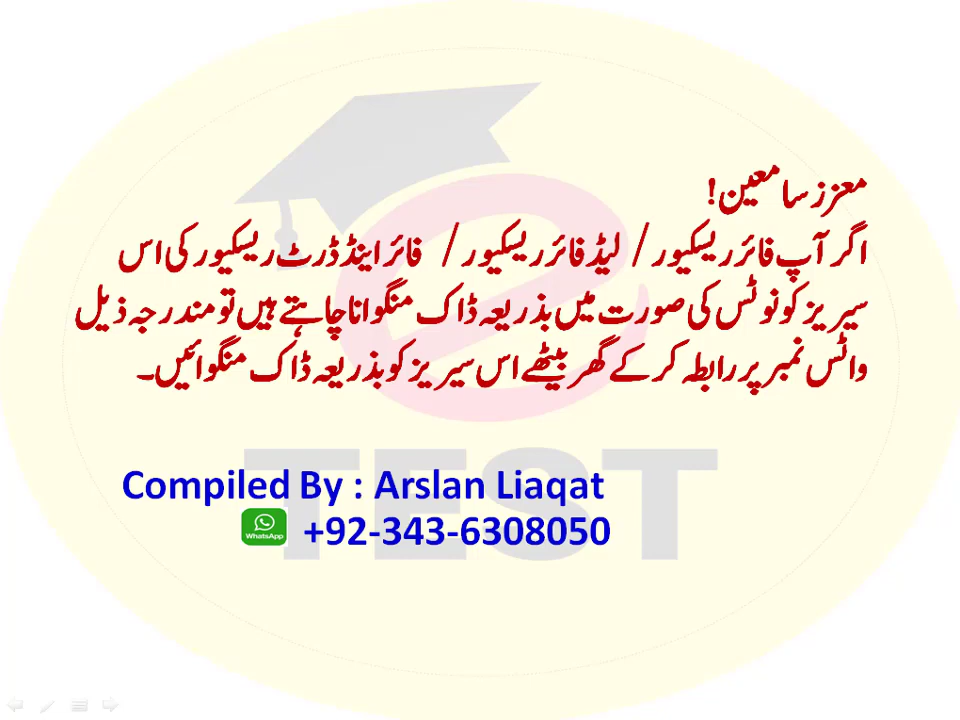 معزز سامعین!
اگر آپ فائر ریسکیور / لیڈ فائر ریسکیور / فائر اینڈ ڈرٹ ریسکیور کی اس
سیریز کو نوٹس کی صورت میں بذریعہ ڈاک منگوانا چاہتے ہیں تو مندرجہ ذیل
واٹس نمبر پر رابطہ کر کے گھر بیٹھے اس سیریز کو بذریعہ ڈاک منگوائیں۔
e
TEST
Compiled By : Arslan Liaqat
WhatsApp +92-343-6308050